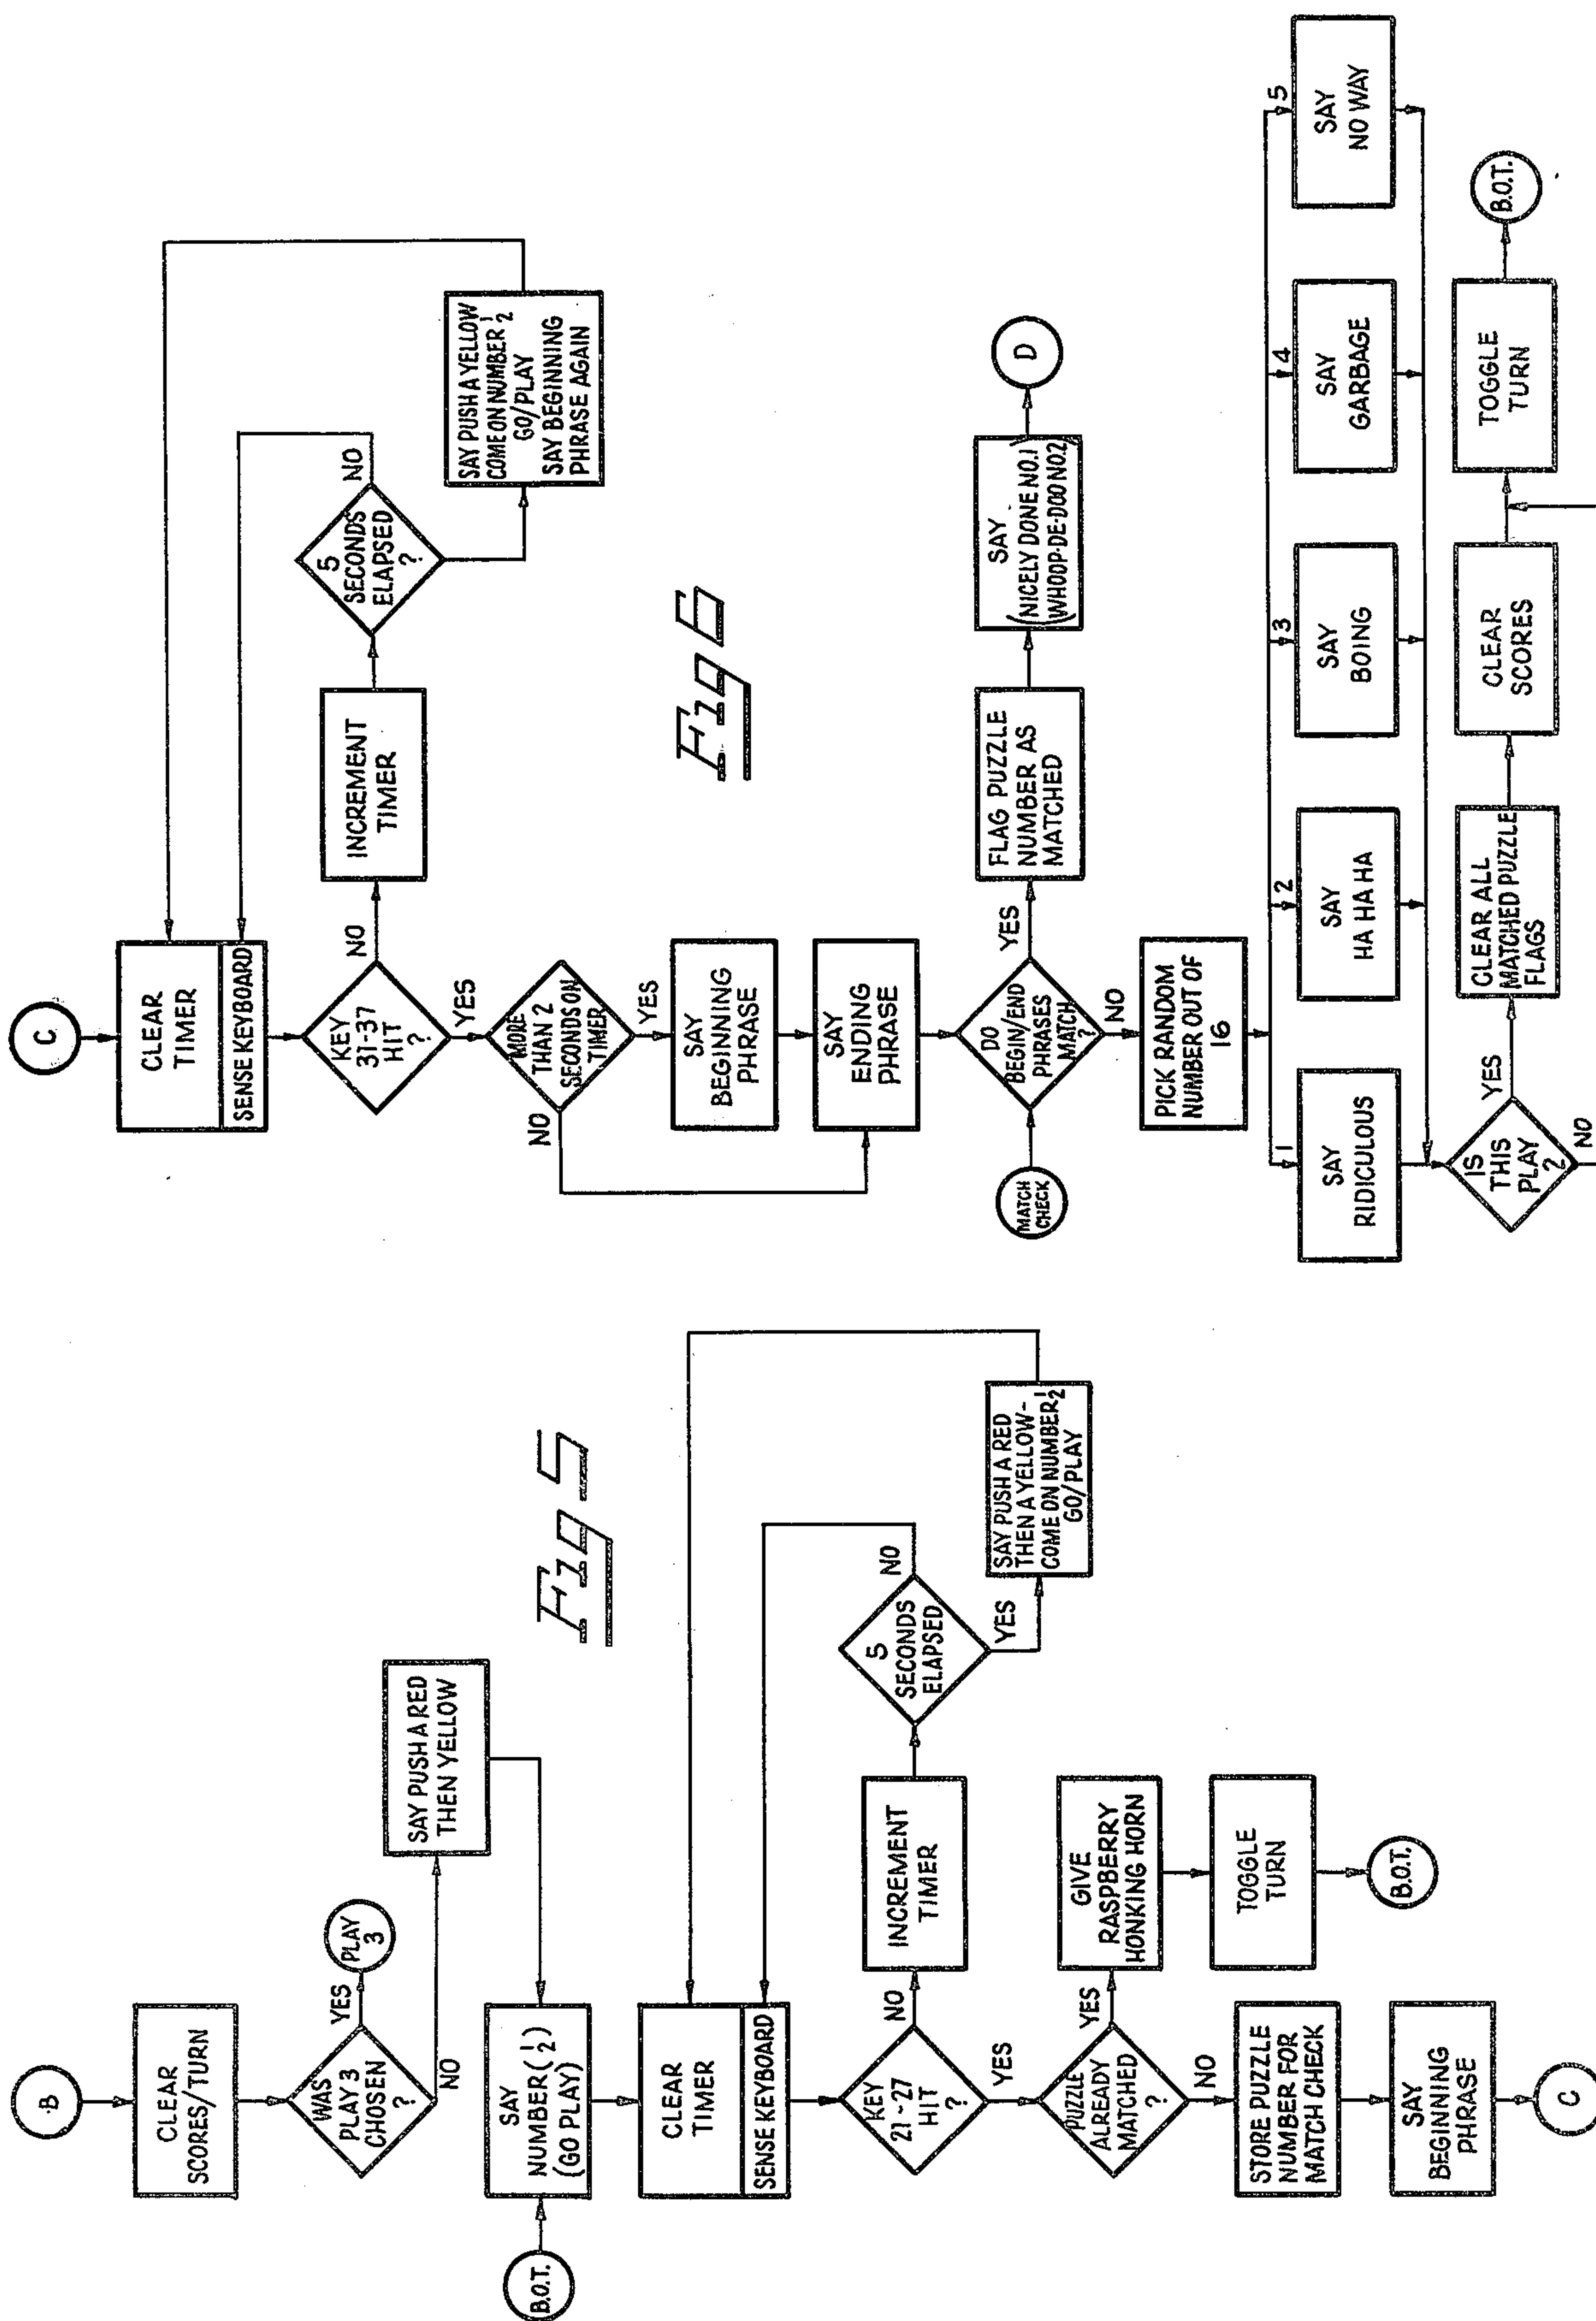 Fig 5
B
CLEAR
SCORES/TURN
WAS
PLAY 3
CHOSEN
?
YES
PLAY
3
NO
SAY PUSH A RED
THEN YELLOW
B.O.T.
SAY
NUMBER (1/2)
(GO PLAY)
CLEAR
TIMER
SENSE KEYBOARD
KEY
21-27
HIT
?
NO
INCREMENT
TIMER
5
SECONDS
ELAPSED
NO
YES
SAY PUSH A RED
THEN A YELLOW-
COME ON NUMBER 1/2
GO/PLAY
YES
PUZZLE
ALREADY
MATCHED
?
YES
GIVE
RASPBERRY
HONKING HORN
TOGGLE
TURN
B.O.T.
NO
STORE PUZZLE
NUMBER FOR
MATCH CHECK
SAY
BEGINNING
PHRASE
C
Fig 6
C
CLEAR
TIMER
SENSE KEYBOARD
KEY
31-37
HIT
?
NO
INCREMENT
TIMER
5
SECONDS
ELAPSED
?
NO
SAY PUSH A YELLOW
COME ON NUMBER 1/2
GO/PLAY
SAY BEGINNING
PHRASE AGAIN
YES
MORE
THAN 2
SECONDS ON
TIMER
NO
YES
SAY
BEGINNING
PHRASE
SAY
ENDING
PHRASE
MATCH
CHECK
DO
BEGIN/END
PHRASES
MATCH
?
YES
FLAG PUZZLE
NUMBER AS
MATCHED
SAY
(NICELY DONE NO.1)
(WHOOP-DE-DOO NO.2)
D
NO
PICK RANDOM
NUMBER OUT OF
16
1
SAY
RIDICULOUS
2
SAY
HA HA HA
3
SAY
BOING
4
SAY
GARBAGE
5
SAY
NO WAY
IS
THIS
PLAY
2
YES
CLEAR ALL
MATCHED PUZZLE
FLAGS
CLEAR
SCORES
TOGGLE
TURN
B.O.T.
NO